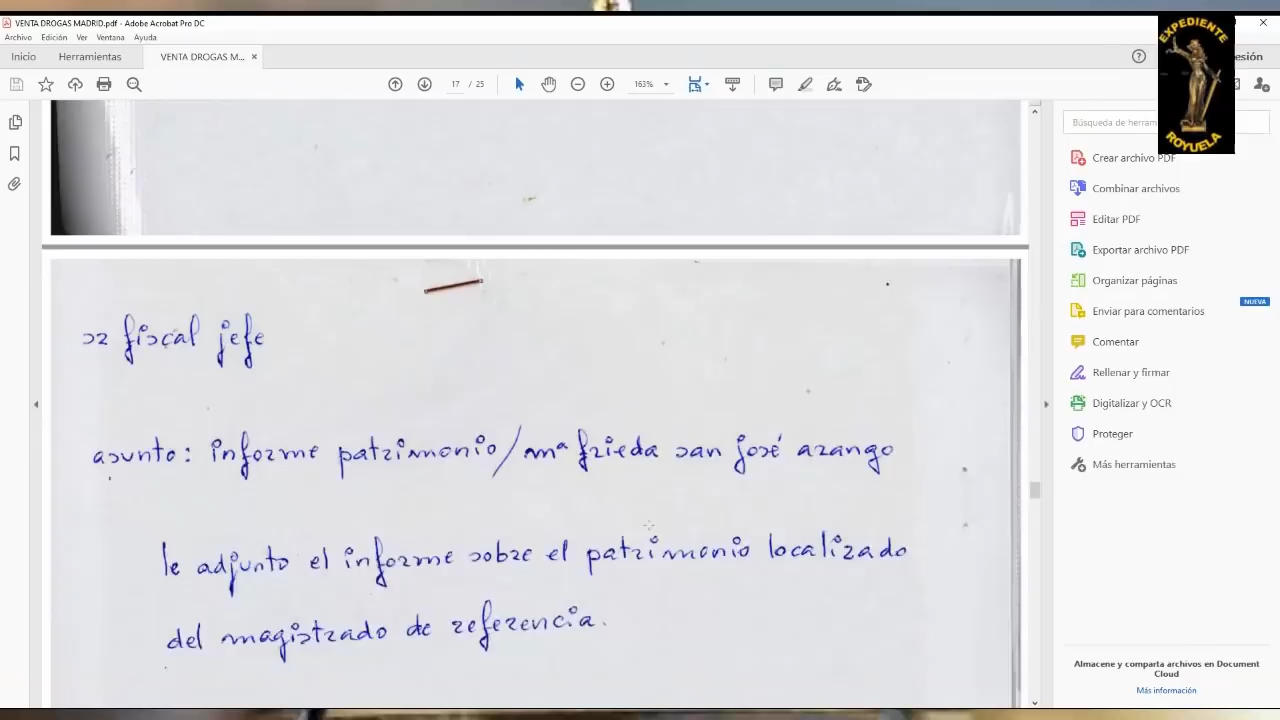 VENTA DROGAS MADRID.pdf - Adobe Acrobat Pro DC
Archivo Edición Ver Ventana Ayuda
Inicio Herramientas VENTA DROGAS M... ×
17 / 25 163%
EXPEDIENTE
ROYUELA
esión
Búsqueda de herram
Crear archivo PDF
Combinar archivos
Editar PDF
Exportar archivo PDF
Organizar páginas
Enviar para comentarios
NUEVA
Comentar
Rellenar y firmar
Digitalizar y OCR
Proteger
Más herramientas
Almacene y comparta archivos en Document
Cloud
Más información
sr fiscal jefe
asunto: informe patrimonio/mª frieda san josé arango
le adjunto el informe sobre el patrimonio localizado
del magistrado de referencia.